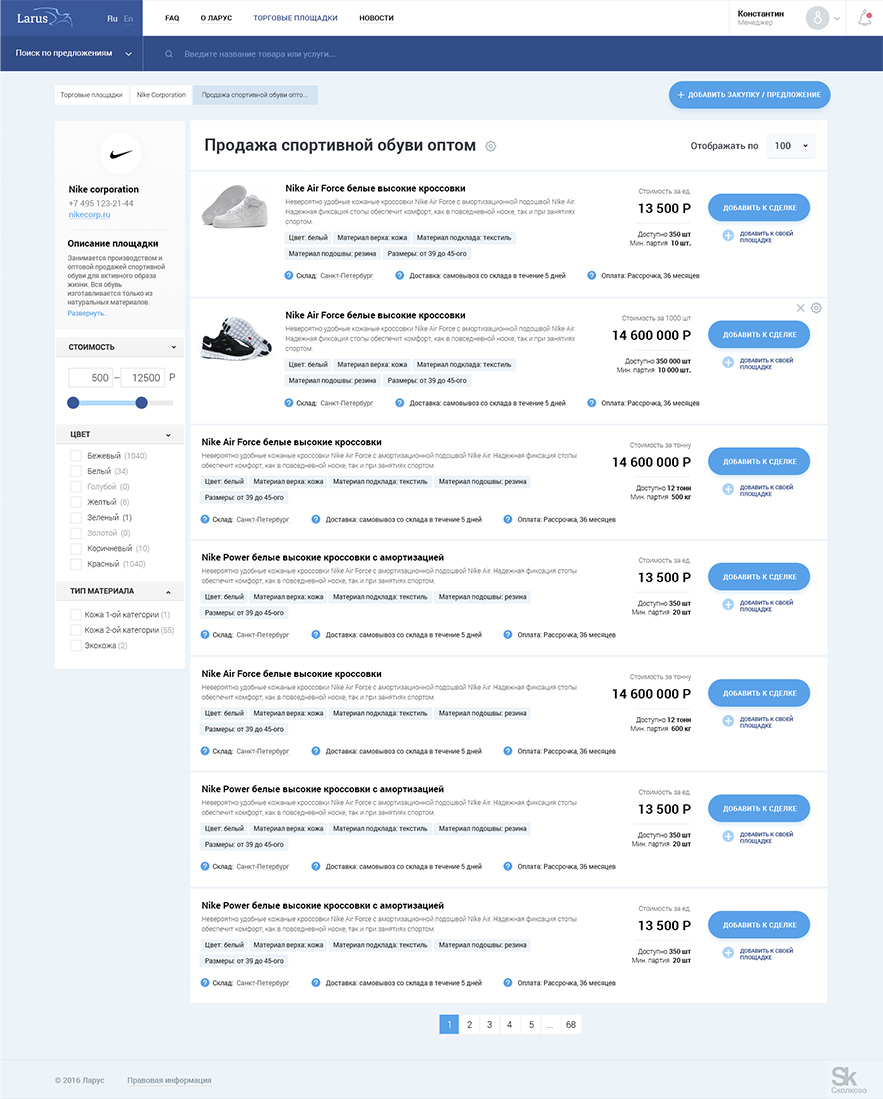 Larus
Ru En
FAQ
О ЛАРУС
ТОРГОВЫЕ ПЛОЩАДКИ
НОВОСТИ
Константин
Менеджер
Поиск по предложениям
Введите название товара или услуги...
Торговые площадки
Nike Corporation
Продажа спортивной обуви опто...
+ ДОБАВИТЬ ЗАКУПКУ / ПРЕДЛОЖЕНИЕ
Nike corporation
+7 495 123-21-44
nikecorp.ru
Описание площадки
Занимается производством и
оптовой продажей спортивной
обуви для активного образа
жизни. Вся обувь
изготавливается только из
натуральных материалов.
Развернуть..
СТОИМОСТЬ
500 – 12500 Р
ЦВЕТ
Бежевый (1040)
Белый (34)
Голубой (0)
Желтый (6)
Зеленый (1)
Золотой (0)
Коричневый (10)
Красный (1040)
ТИП МАТЕРИАЛА
Кожа 1-ой категории (1)
Кожа 2-ой категории (55)
Экокожа (2)
Продажа спортивной обуви оптом
Отображать по 100
Nike Air Force белые высокие кроссовки
Невероятно удобные кожаные кроссовки Nike Air Force с амортизационной подошвой Nike Air.
Надежная фиксация стопы обеспечит комфорт, как в повседневной носке, так и при занятиях
спортом.
Цвет: белый Материал верха: кожа Материал подклада: текстиль
Материал подошвы: резина Размеры: от 39 до 45-ого
Склад: Санкт-Петербург Доставка: самовывоз со склада в течение 5 дней Оплата: Рассрочка, 36 месяцев
Стоимость за ед.
13 500 Р
Доступно 350 шт
Мин. партия 10 шт.
ДОБАВИТЬ К СДЕЛКЕ
ДОБАВИТЬ К СВОЕЙ
ПЛОЩАДКЕ
Nike Air Force белые высокие кроссовки
Невероятно удобные кожаные кроссовки Nike Air Force с амортизационной подошвой Nike Air.
Надежная фиксация стопы обеспечит комфорт, как в повседневной носке, так и при занятиях
спортом.
Цвет: белый Материал верха: кожа Материал подклада: текстиль
Материал подошвы: резина Размеры: от 39 до 45-ого
Склад: Санкт-Петербург Доставка: самовывоз со склада в течение 5 дней Оплата: Рассрочка, 36 месяцев
Стоимость за 1000 шт
14 600 000 Р
Доступно 350 000 шт
Мин. партия 10 000 шт.
ДОБАВИТЬ К СДЕЛКЕ
ДОБАВИТЬ К СВОЕЙ
ПЛОЩАДКЕ
Nike Air Force белые высокие кроссовки
Невероятно удобные кожаные кроссовки Nike Air Force с амортизационной подошвой Nike Air. Надежная фиксация стопы
обеспечит комфорт, как в повседневной носке, так и при занятиях спортом.
Цвет: белый Материал верха: кожа Материал подклада: текстиль Материал подошвы: резина
Размеры: от 39 до 45-ого
Склад: Санкт-Петербург Доставка: самовывоз со склада в течение 5 дней Оплата: Рассрочка, 36 месяцев
Стоимость за тонну
14 600 000 Р
Доступно 12 тонн
Мин. партия 500 кг
ДОБАВИТЬ К СДЕЛКЕ
ДОБАВИТЬ К СВОЕЙ
ПЛОЩАДКЕ
Nike Power белые высокие кроссовки с амортизацией
Невероятно удобные кожаные кроссовки Nike Air Force с амортизационной подошвой Nike Air. Надежная фиксация стопы
обеспечит комфорт, как в повседневной носке, так и при занятиях спортом.
Цвет: белый Материал верха: кожа Материал подклада: текстиль Материал подошвы: резина
Размеры: от 39 до 45-ого
Склад: Санкт-Петербург Доставка: самовывоз со склада в течение 5 дней Оплата: Рассрочка, 36 месяцев
Стоимость за ед.
13 500 Р
Доступно 350 шт
Мин. партия 20 шт
ДОБАВИТЬ К СДЕЛКЕ
ДОБАВИТЬ К СВОЕЙ
ПЛОЩАДКЕ
Nike Air Force белые высокие кроссовки
Невероятно удобные кожаные кроссовки Nike Air Force с амортизационной подошвой Nike Air. Надежная фиксация стопы
обеспечит комфорт, как в повседневной носке, так и при занятиях спортом.
Цвет: белый Материал верха: кожа Материал подклада: текстиль Материал подошвы: резина
Размеры: от 39 до 45-ого
Склад: Санкт-Петербург Доставка: самовывоз со склада в течение 5 дней Оплата: Рассрочка, 36 месяцев
Стоимость за тонну
14 600 000 Р
Доступно 12 тонн
Мин. партия 600 кг
ДОБАВИТЬ К СДЕЛКЕ
ДОБАВИТЬ К СВОЕЙ
ПЛОЩАДКЕ
Nike Power белые высокие кроссовки с амортизацией
Невероятно удобные кожаные кроссовки Nike Air Force с амортизационной подошвой Nike Air. Надежная фиксация стопы
обеспечит комфорт, как в повседневной носке, так и при занятиях спортом.
Цвет: белый Материал верха: кожа Материал подклада: текстиль Материал подошвы: резина
Размеры: от 39 до 45-ого
Склад: Санкт-Петербург Доставка: самовывоз со склада в течение 5 дней Оплата: Рассрочка, 36 месяцев
Стоимость за ед.
13 500 Р
Доступно 350 шт
Мин. партия 20 шт
ДОБАВИТЬ К СДЕЛКЕ
ДОБАВИТЬ К СВОЕЙ
ПЛОЩАДКЕ
Nike Power белые высокие кроссовки с амортизацией
Невероятно удобные кожаные кроссовки Nike Air Force с амортизационной подошвой Nike Air. Надежная фиксация стопы
обеспечит комфорт, как в повседневной носке, так и при занятиях спортом.
Цвет: белый Материал верха: кожа Материал подклада: текстиль Материал подошвы: резина
Размеры: от 39 до 45-ого
Склад: Санкт-Петербург Доставка: самовывоз со склада в течение 5 дней Оплата: Рассрочка, 36 месяцев
Стоимость за ед.
13 500 Р
Доступно 350 шт
Мин. партия 20 шт
ДОБАВИТЬ К СДЕЛКЕ
ДОБАВИТЬ К СВОЕЙ
ПЛОЩАДКЕ
1 2 3 4 5 ... 68
© 2016 Ларус
Правовая информация
Sk
Сколково